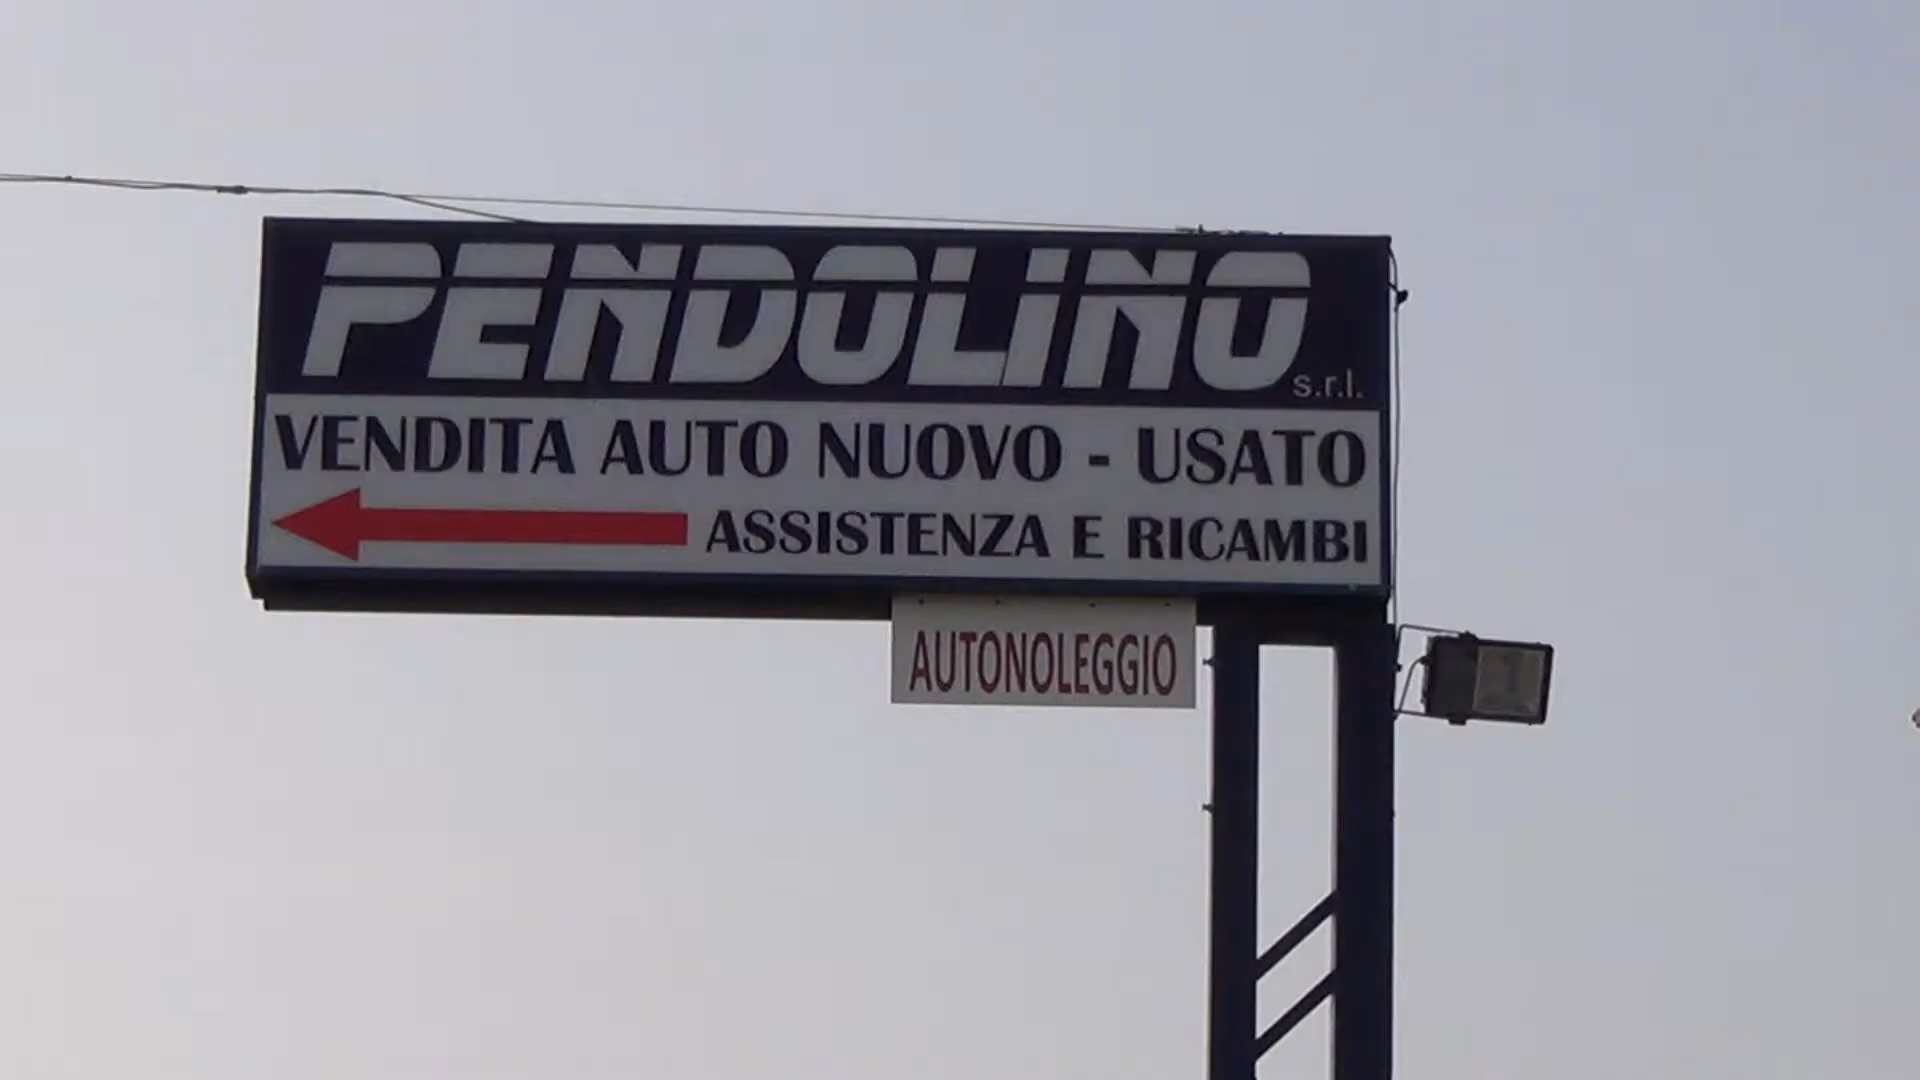 PENDOLINO
s.r.l.
VENDITA AUTO NUOVO - USATO
ASSISTENZA E RICAMBI
AUTONOLEGGIO